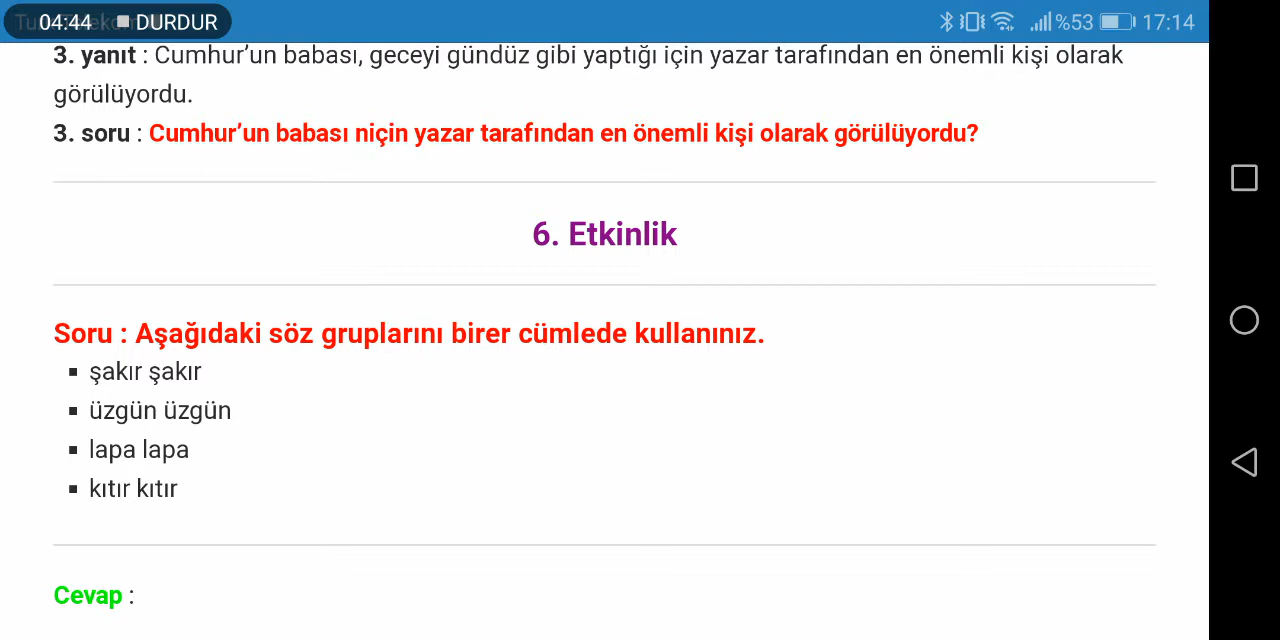 04:44 DURDUR %53 17:14
3. yanıt : Cumhur’un babası, geceyi gündüz gibi yaptığı için yazar tarafından en önemli kişi olarak
görülüyordu.
3. soru : Cumhur’un babası niçin yazar tarafından en önemli kişi olarak görülüyordu?
6. Etkinlik
Soru : Aşağıdaki söz gruplarını birer cümlede kullanınız.
▪ şakır şakır
▪ üzgün üzgün
▪ lapa lapa
▪ kıtır kıtır
Cevap :